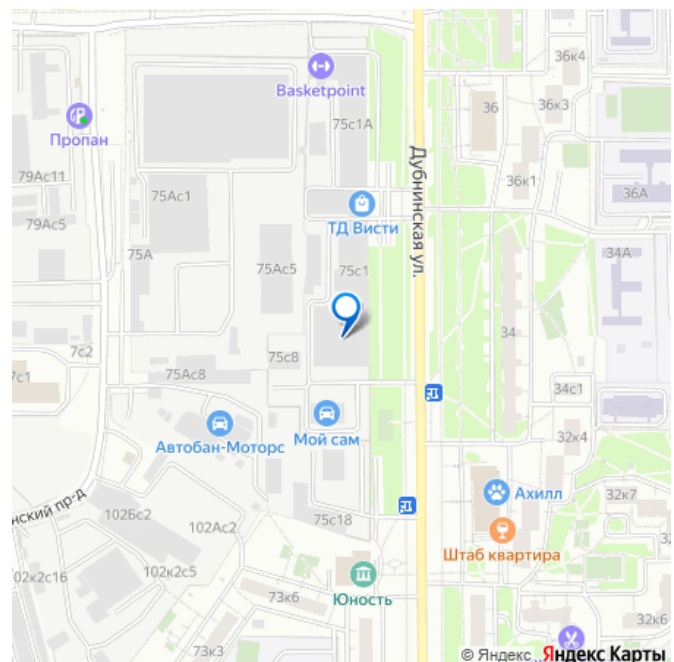 36к4
Basketpoint
36
36к3
Пропан
75с1А
79Ас11
36к1
75Ас1
36А
Дубнинская ул.
79Ас5
ТД Висти
75А
34А
75Ас5
75с1
34
7с2
75с8
7с1
75Ас8
34с1
Автобан-Моторс
Мой сам
32к4
Ахилл
32к7
нский пр-д
102Бс2
75с18
102Ас2
Штаб квартира
02к2с16
102к2с5
73к6
Юность
32к6
73к3
© Яндекс Яндекс Карты